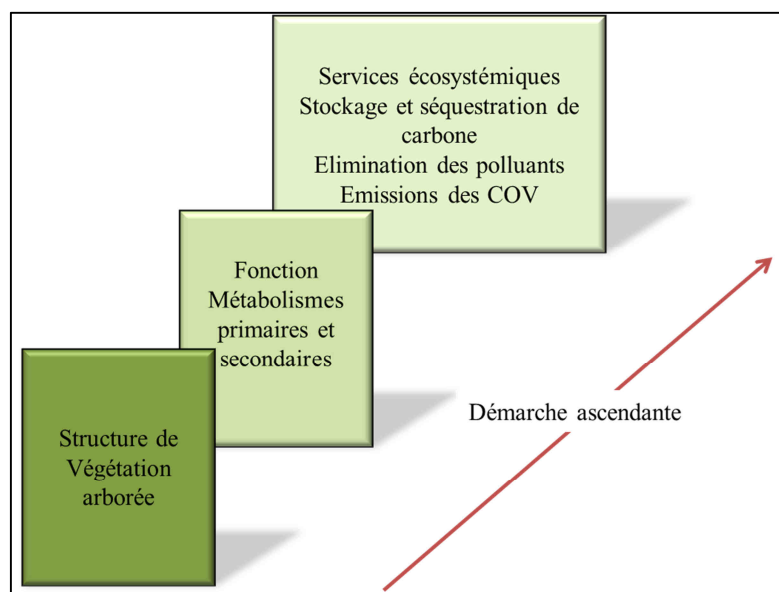 Services écosystémiques
Stockage et séquestration de
carbone
Elimination des polluants
Emissions des COV
Fonction
Métabolismes
primaires et
secondaires
Structure de
Végétation
arborée
Démarche ascendante